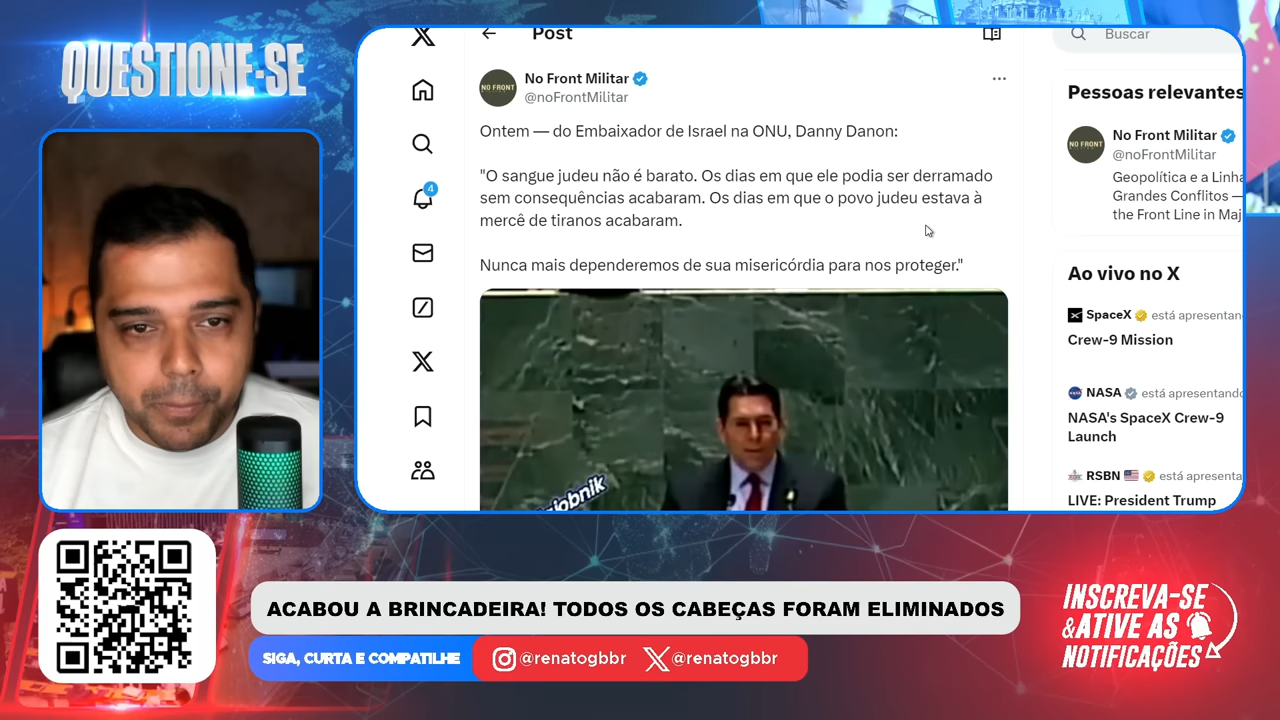 QUESTIONE-SE
Post
Buscar
No Front Militar
@noFrontMilitar
NO FRONT
Ontem — do Embaixador de Israel na ONU, Danny Danon:
"O sangue judeu não é barato. Os dias em que ele podia ser derramado
sem consequências acabaram. Os dias em que o povo judeu estava à
mercê de tiranos acabaram.
Nunca mais dependeremos de sua misericórdia para nos proteger."
4
Pessoas relevantes
No Front Militar
@noFrontMilitar
NO FRONT
Geopolítica e a Linha
Grandes Conflitos —
the Front Line in Maj
Ao vivo no X
SpaceX está apresentan
Crew-9 Mission
NASA está apresentando
NASA's SpaceX Crew-9
Launch
RSBN está apresenta
LIVE: President Trump
ACABOU A BRINCADEIRA! TODOS OS CABEÇAS FORAM ELIMINADOS
SIGA, CURTA E COMPATILHE
@renatogbbr
@renatogbbr
INSCREVA-SE
&ATIVE AS
NOTIFICAÇÕES